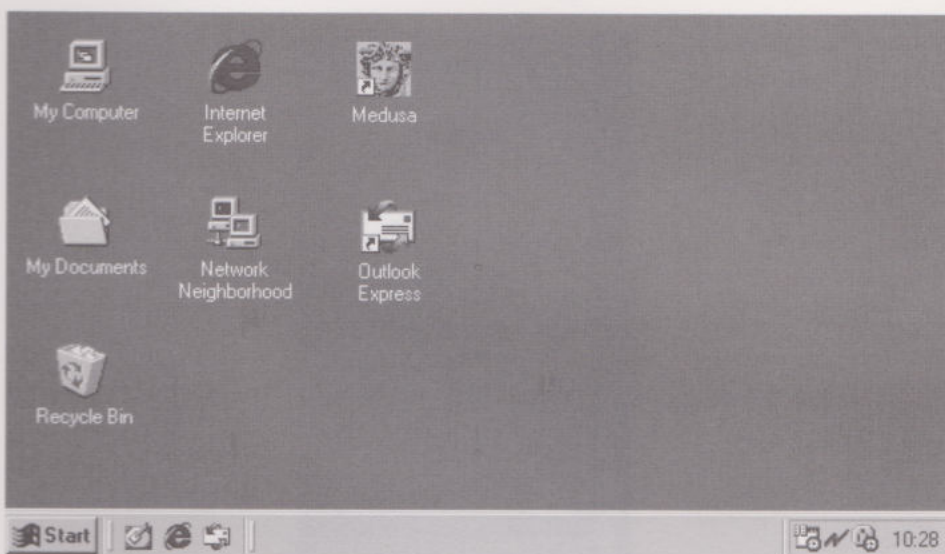 My Computer
Internet
Explorer
Medusa
My Documents
Network
Neighborhood
Outlook
Express
Recycle Bin
Start
10:28